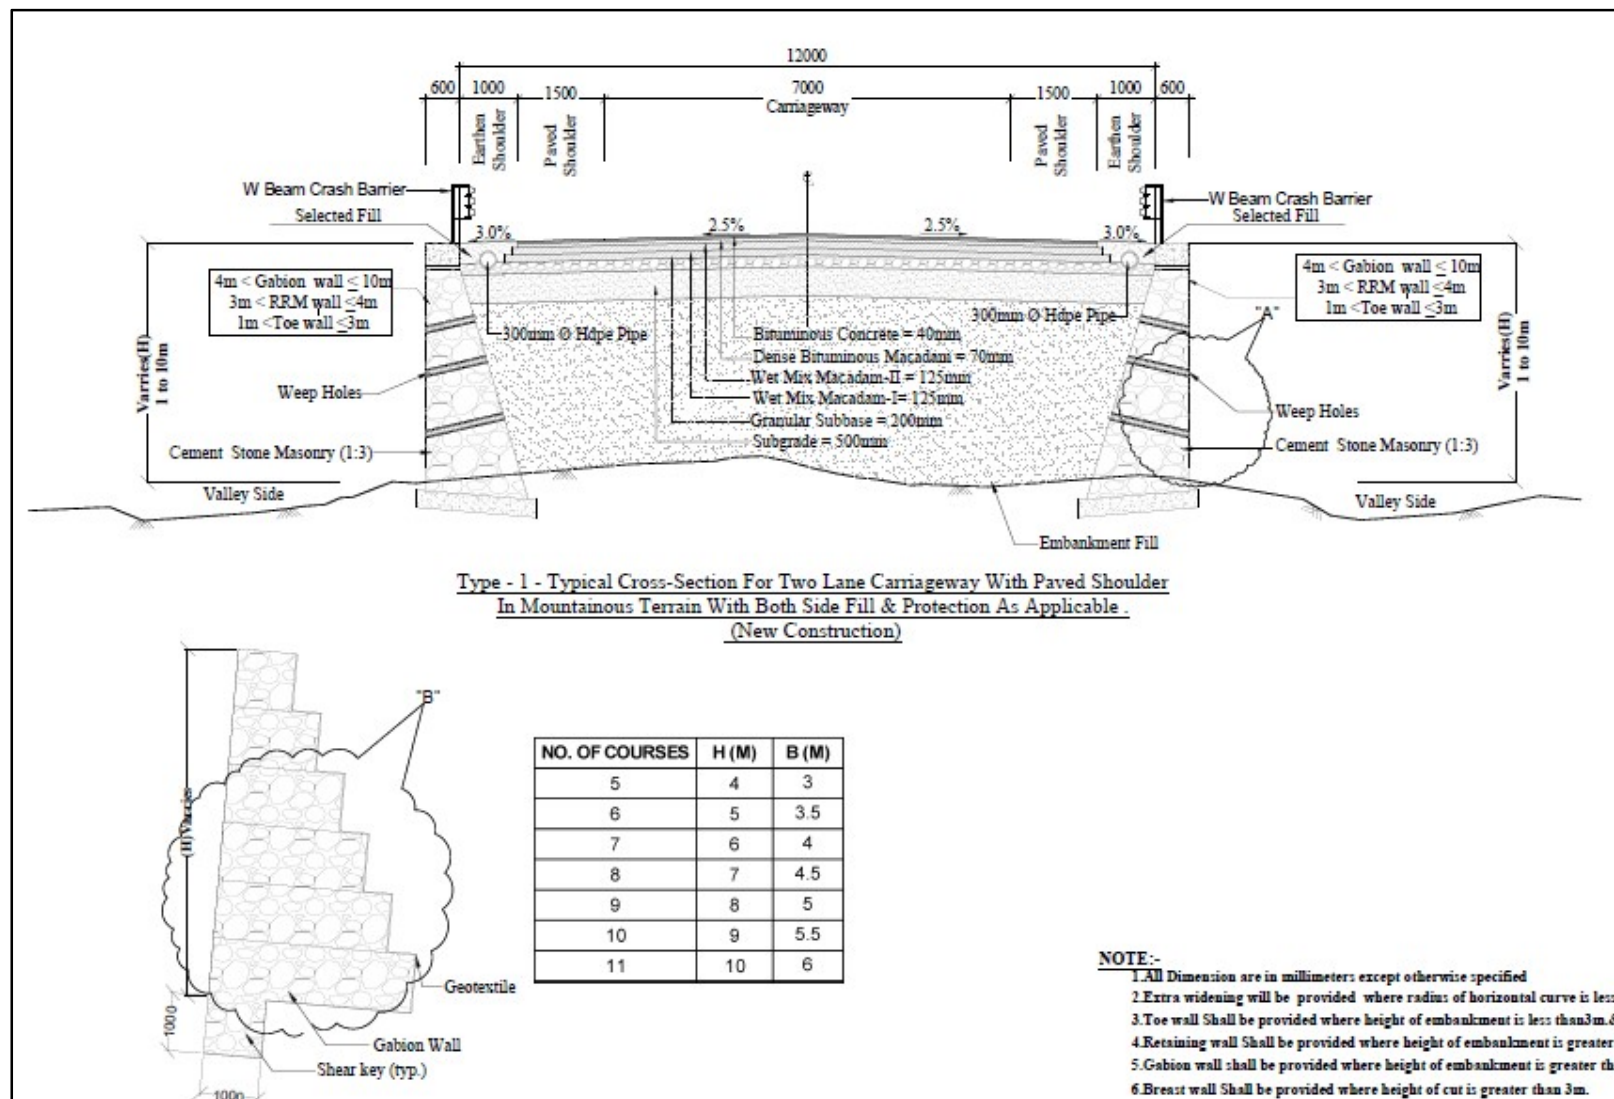 12000
600 1000 1500 7000 1500 1000 600
Carriageway
Earthen
Shoulder
Paved
Shoulder
Paved
Shoulder
Earthen
Shoulder
W Beam Crash Barrier
W Beam Crash Barrier
Selected Fill
Selected Fill
3.0% 2.5% 2.5% 3.0%
4m < Gabion wall ≤ 10m
3m < RRM wall ≤4m
1m <Toe wall ≤3m
4m < Gabion wall ≤ 10m
3m < RRM wall ≤4m
1m <Toe wall ≤3m
Varries(H)
1 to 10m
Varries(H)
1 to 10m
300mm Ø Hdpe Pipe
300mm Ø Hdpe Pipe
"A"
Bituminous Concrete = 40mm
Dense Bituminous Macadam = 70mm
Wet Mix Macadam-II = 125mm
Wet Mix Macadam-I= 125mm
Granular Subbase = 200mm
Subgrade = 500mm
Weep Holes
Weep Holes
Cement Stone Masonry (1:3)
Cement Stone Masonry (1:3)
Valley Side
Valley Side
Embankment Fill
Type - 1 - Typical Cross-Section For Two Lane Carriageway With Paved Shoulder
In Mountainous Terrain With Both Side Fill & Protection As Applicable .
(New Construction)
"B"
(H)Varies
NO. OF COURSES H (M) B (M)
5 4 3
6 5 3.5
7 6 4
8 7 4.5
9 8 5
10 9 5.5
11 10 6
Geotextile
Gabion Wall
Shear key (typ.)
1000
1000
NOTE:-
1.All Dimension are in millimeters except otherwise specified
2.Extra widening will be provided where radius of horizontal curve is less
3.Toe wall Shall be provided where height of embankment is less than3m.
4.Retaining wall Shall be provided where height of embankment is greater
5.Gabion wall shall be provided where height of embankment is greater th
6.Breast wall Shall be provided where height of cut is greater than 3m.